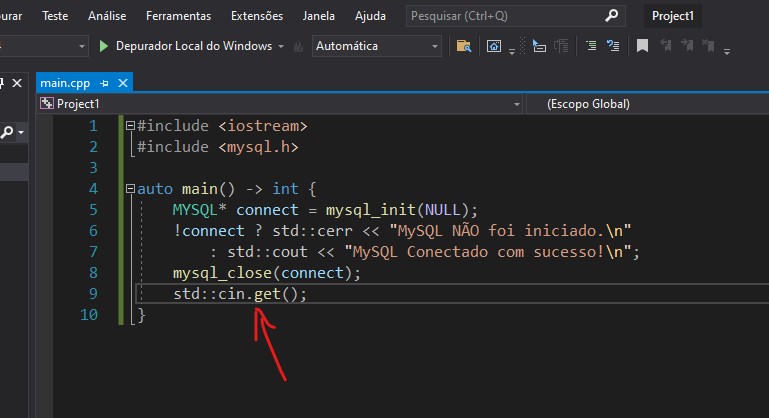 urar Teste Análise Ferramentas Extensões Janela Ajuda Pesquisar (Ctrl+Q) Project1
Depurador Local do Windows Automática
main.cpp
Project1 (Escopo Global)
1 #include <iostream>
2 #include <mysql.h>
3
4 auto main() -> int {
5 MYSQL* connect = mysql_init(NULL);
6 !connect ? std::cerr << "MySQL NÃO foi iniciado.\n"
7 : std::cout << "MySQL Conectado com sucesso!\n";
8 mysql_close(connect);
9 std::cin.get();
10 }